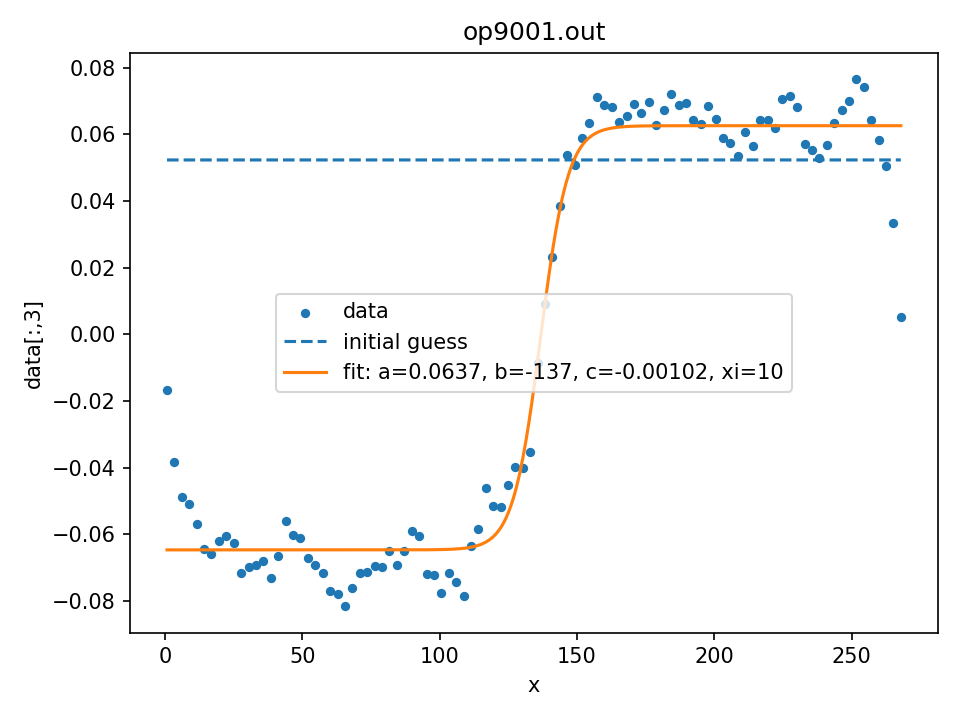 op9001.out
0.08
0.06
0.04
0.02
0.00
−0.02
−0.04
−0.06
−0.08
data[:,3]
data
initial guess
fit: a=0.0637, b=-137, c=-0.00102, xi=10
0 50 100 150 200 250
x